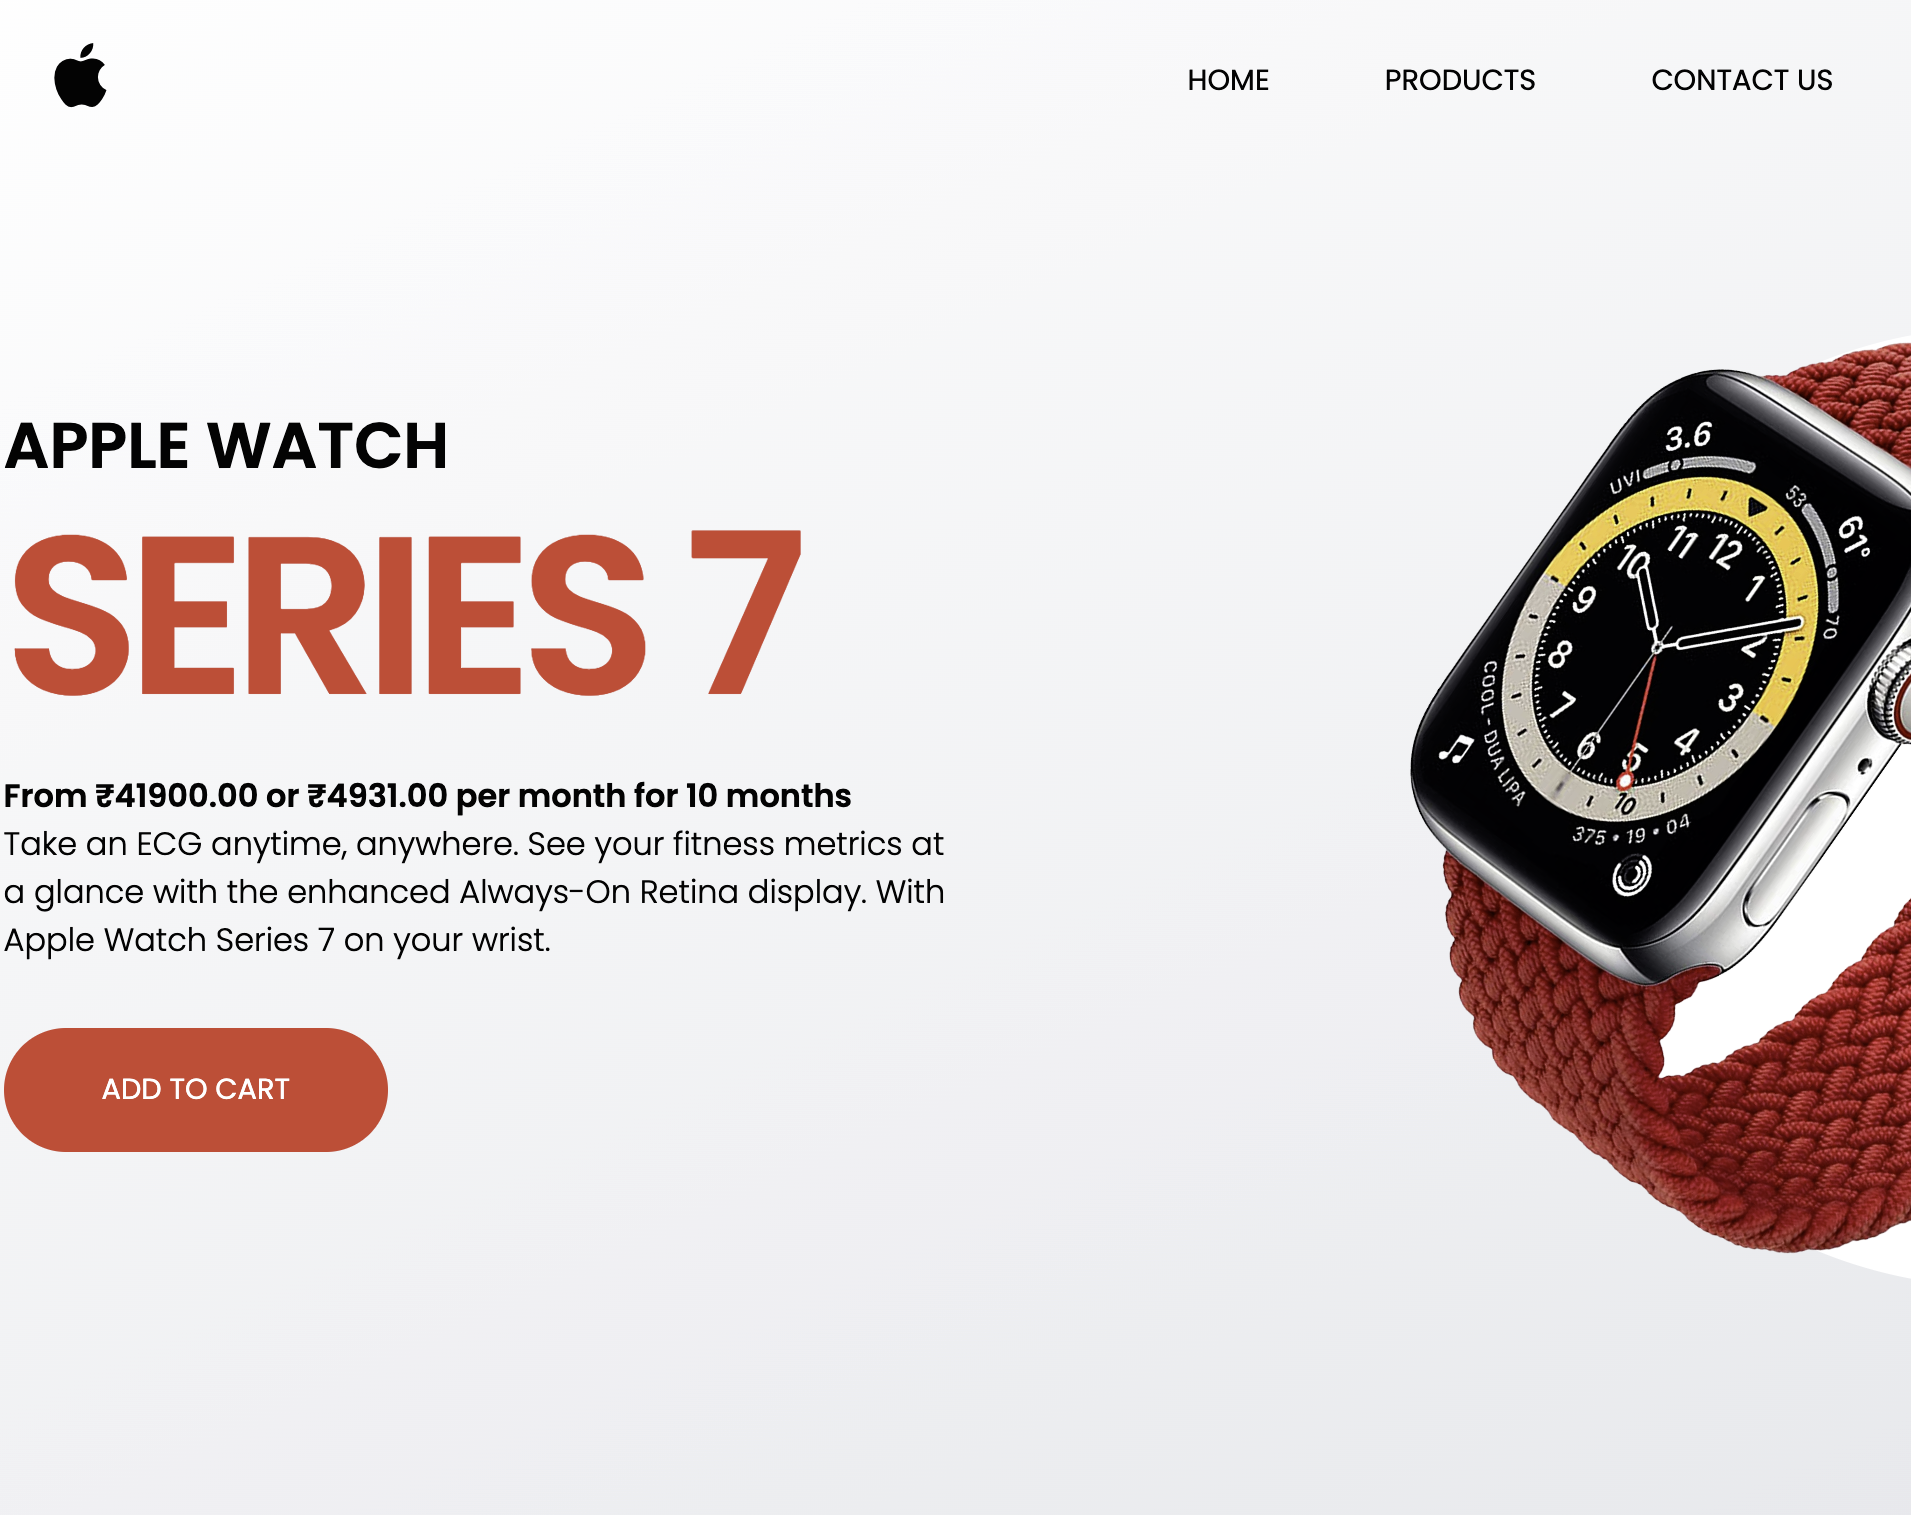 HOME PRODUCTS CONTACT US
APPLE WATCH
SERIES 7
From ₹41900.00 or ₹4931.00 per month for 10 months
Take an ECG anytime, anywhere. See your fitness metrics at
a glance with the enhanced Always-On Retina display. With
Apple Watch Series 7 on your wrist.
ADD TO CART
3.6
UVI
53
61°
70
11 12
10 1
9 2
8 3
7 4
6 5
10
COOL - DUA LIPA
375 • 19 • 04